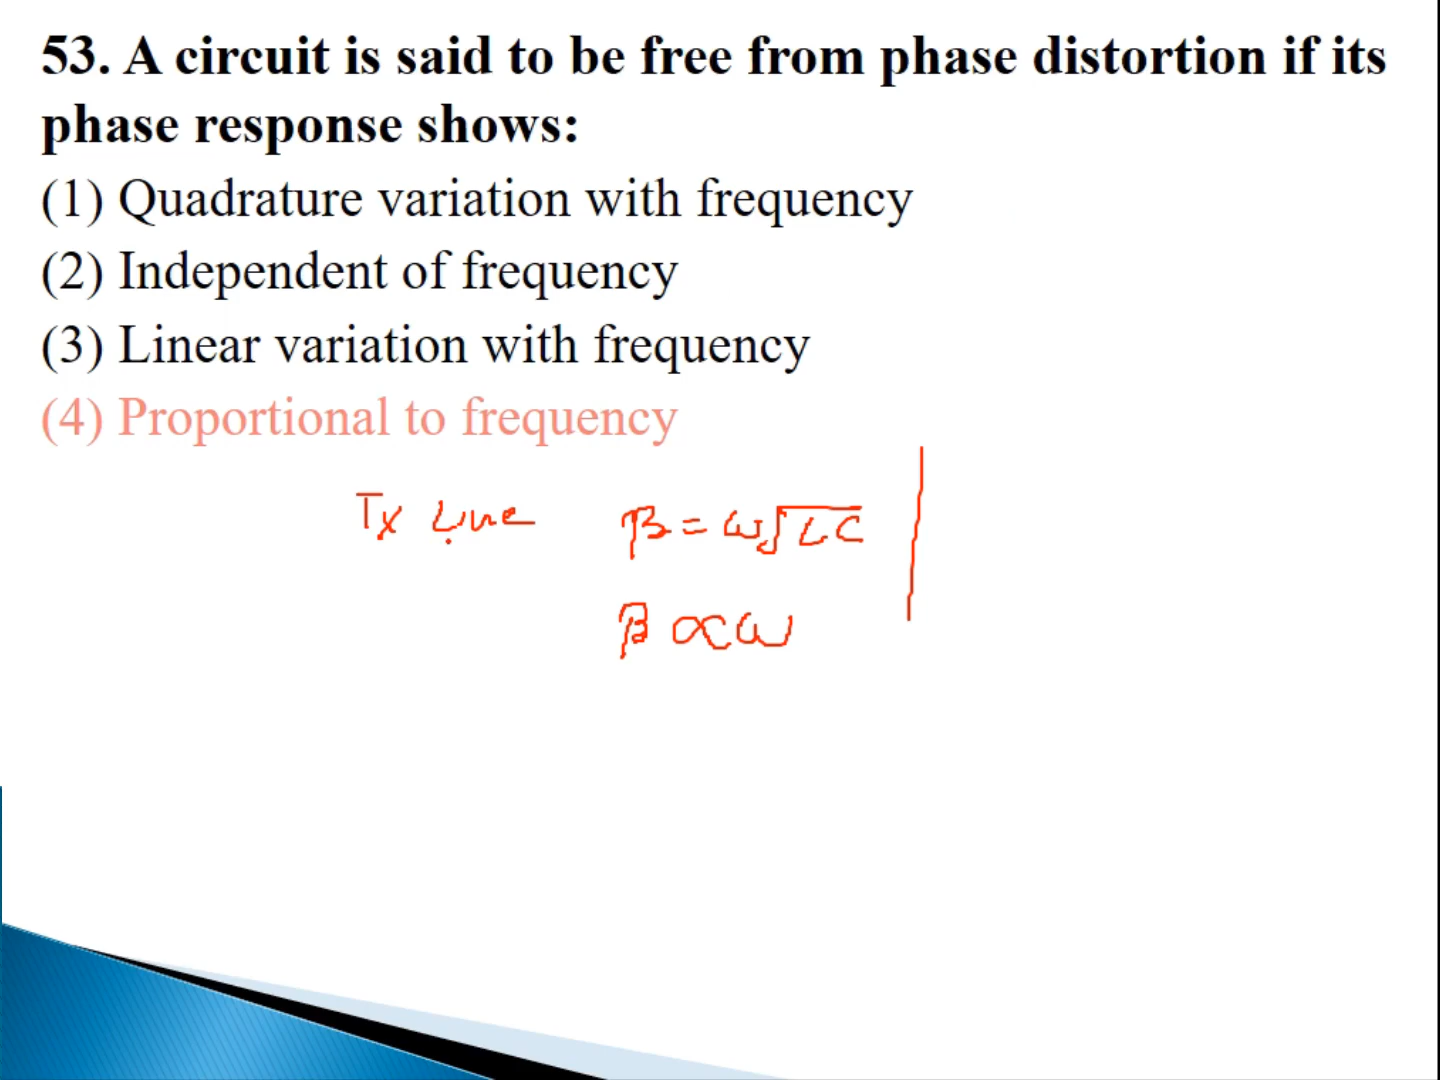 53. A circuit is said to be free from phase distortion if its
phase response shows:
(1) Quadrature variation with frequency
(2) Independent of frequency
(3) Linear variation with frequency
(4) Proportional to frequency
Tx Line β = ω√LC
β ∝ ω